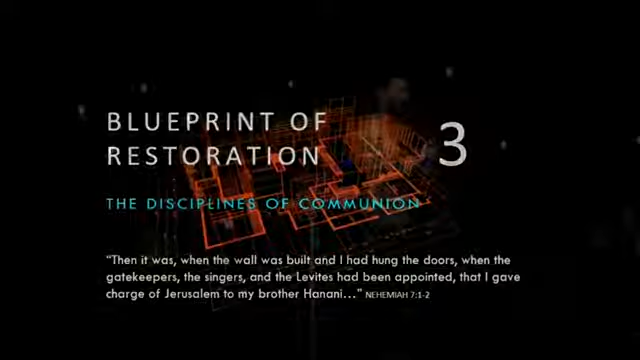 BLUEPRINT OF
RESTORATION
3
THE DISCIPLINES OF COMMUNION
“Then it was, when the wall was built and I had hung the doors, when the
gatekeepers, the singers, and the Levites had been appointed, that I gave
charge of Jerusalem to my brother Hanani…” NEHEMIAH 7:1-2